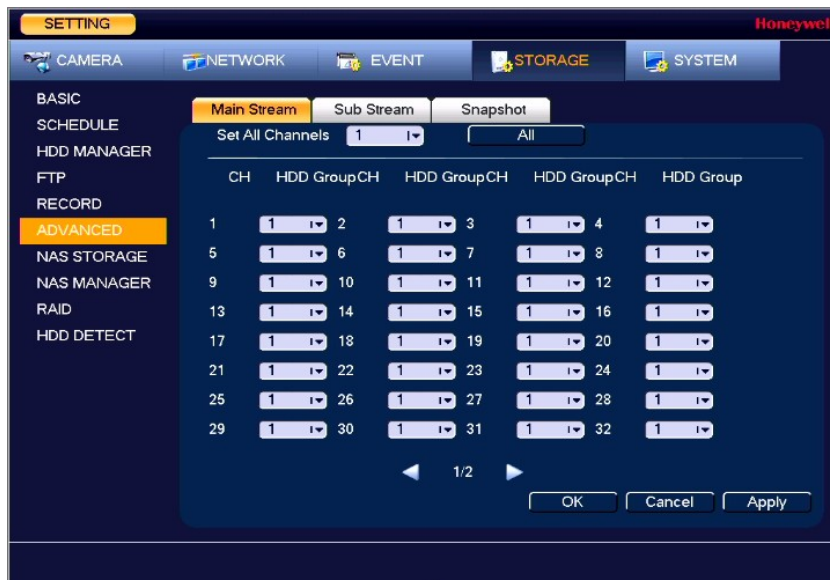 SETTING
Honeywel
CAMERA NETWORK EVENT STORAGE SYSTEM
BASIC
SCHEDULE
HDD MANAGER
FTP
RECORD
ADVANCED
NAS STORAGE
NAS MANAGER
RAID
HDD DETECT
Main Stream Sub Stream Snapshot
Set All Channels 1 All
CH HDD Group CH HDD Group CH HDD Group CH HDD Group
1 1 2 1 3 1 4 1
5 1 6 1 7 1 8 1
9 1 10 1 11 1 12 1
13 1 14 1 15 1 16 1
17 1 18 1 19 1 20 1
21 1 22 1 23 1 24 1
25 1 26 1 27 1 28 1
29 1 30 1 31 1 32 1
1/2
OK Cancel Apply